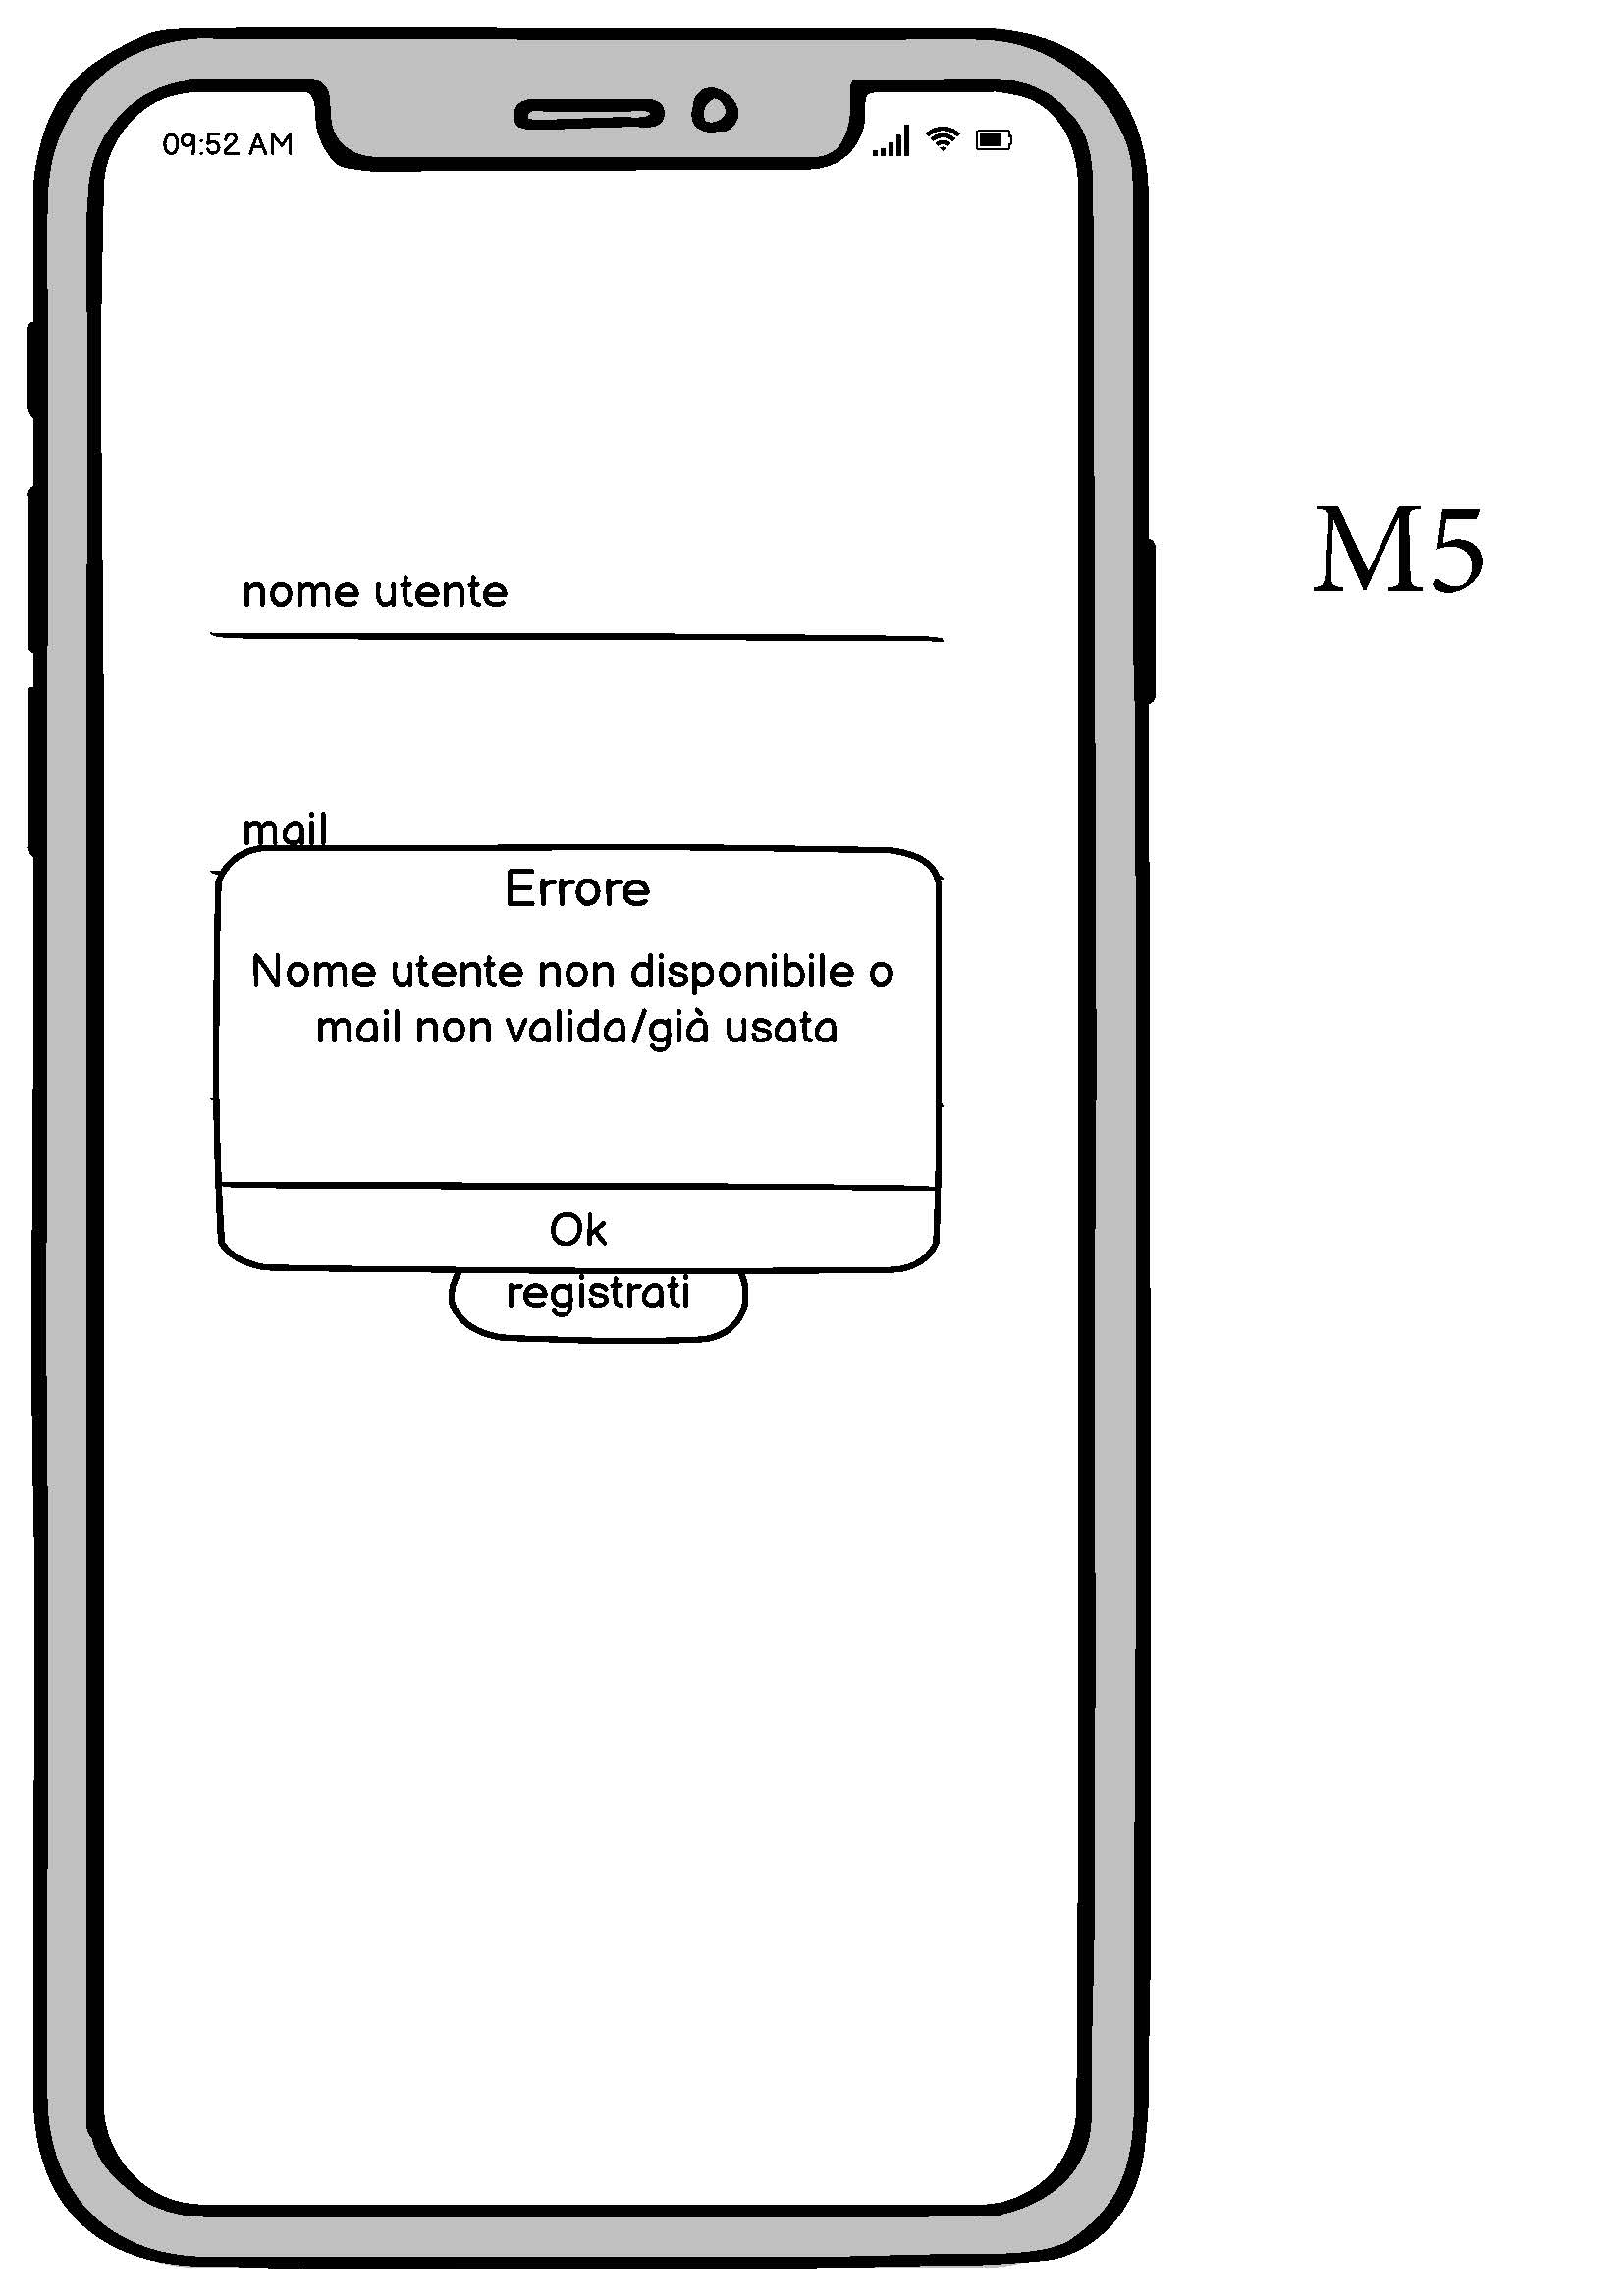 09:52 AM
M5
nome utente
mail
Errore
Nome utente non disponibile o
mail non valida/già usata
Ok
registrati